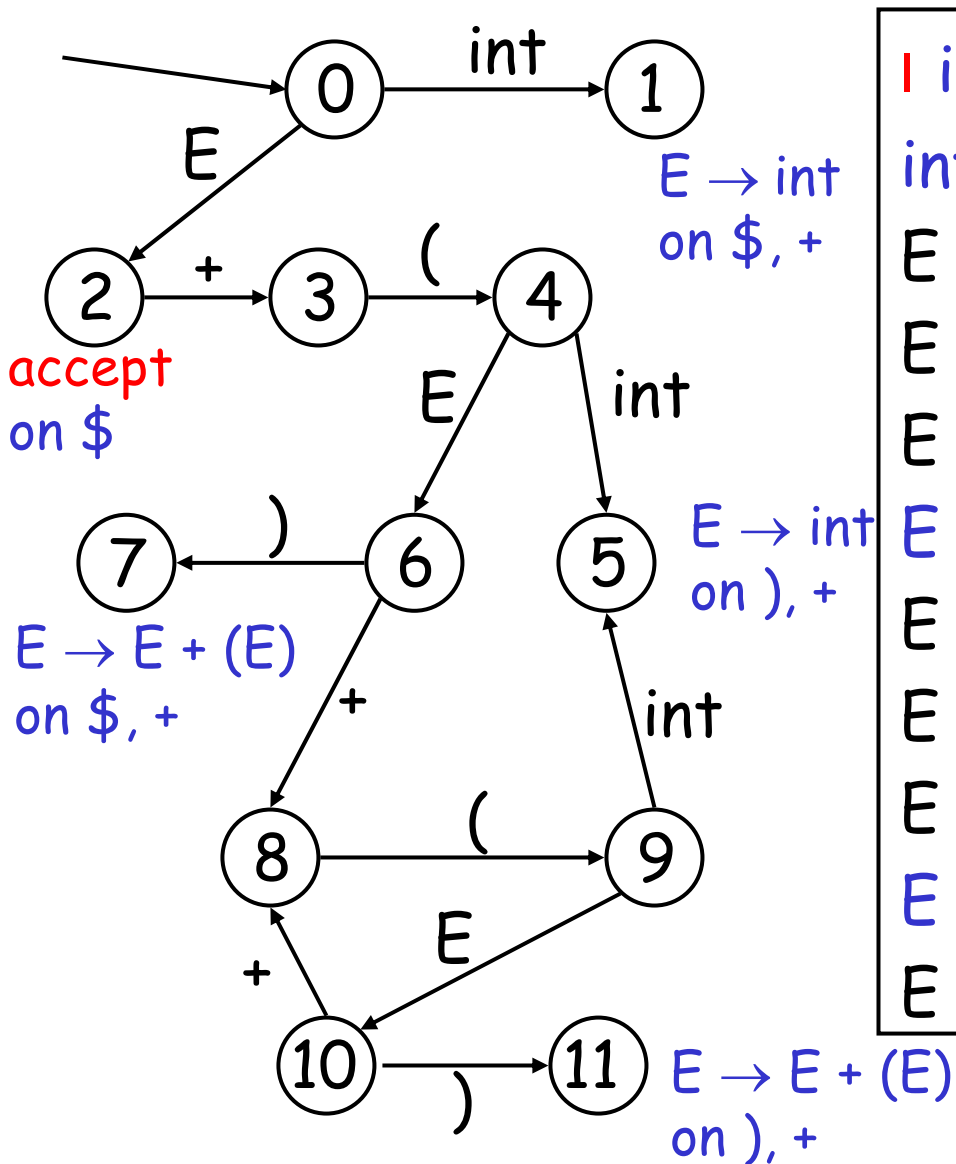 int
0
1
E
E → int
on $, +
+
(
2
3
4
accept
on $
E
int
)
7
6
5
E → int
on ), +
E → E + (E)
on $, +
+
int
(
8
9
E
+
10
11
)
E → E + (E)
on ), +
I i
int
E
E
E
E
E
E
E
E
E